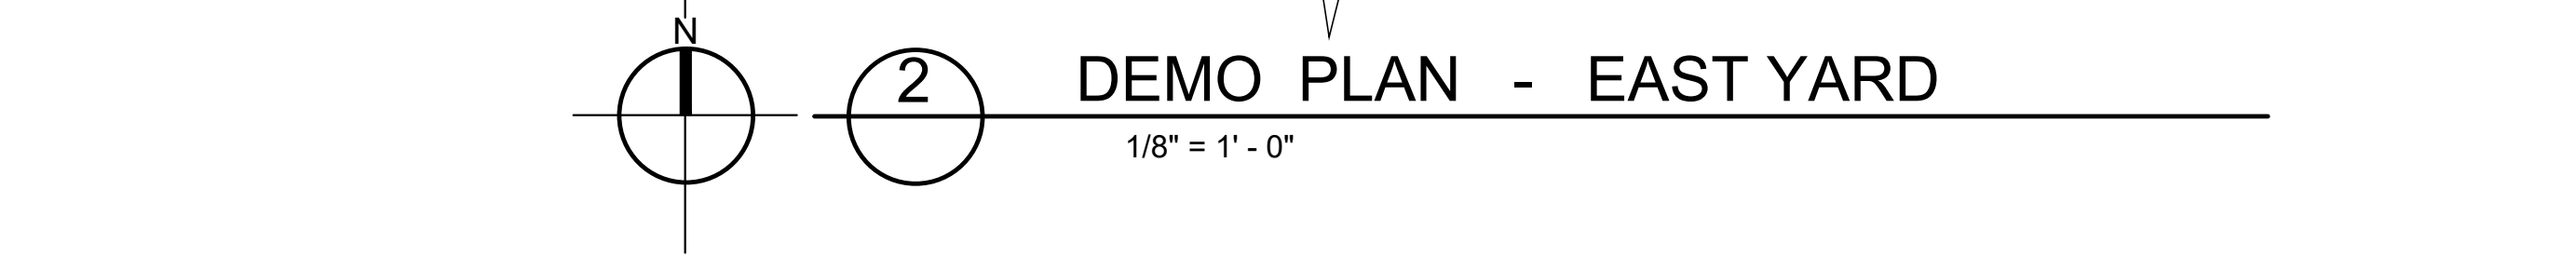 N
2 DEMO PLAN - EAST YARD
1/8" = 1' - 0"